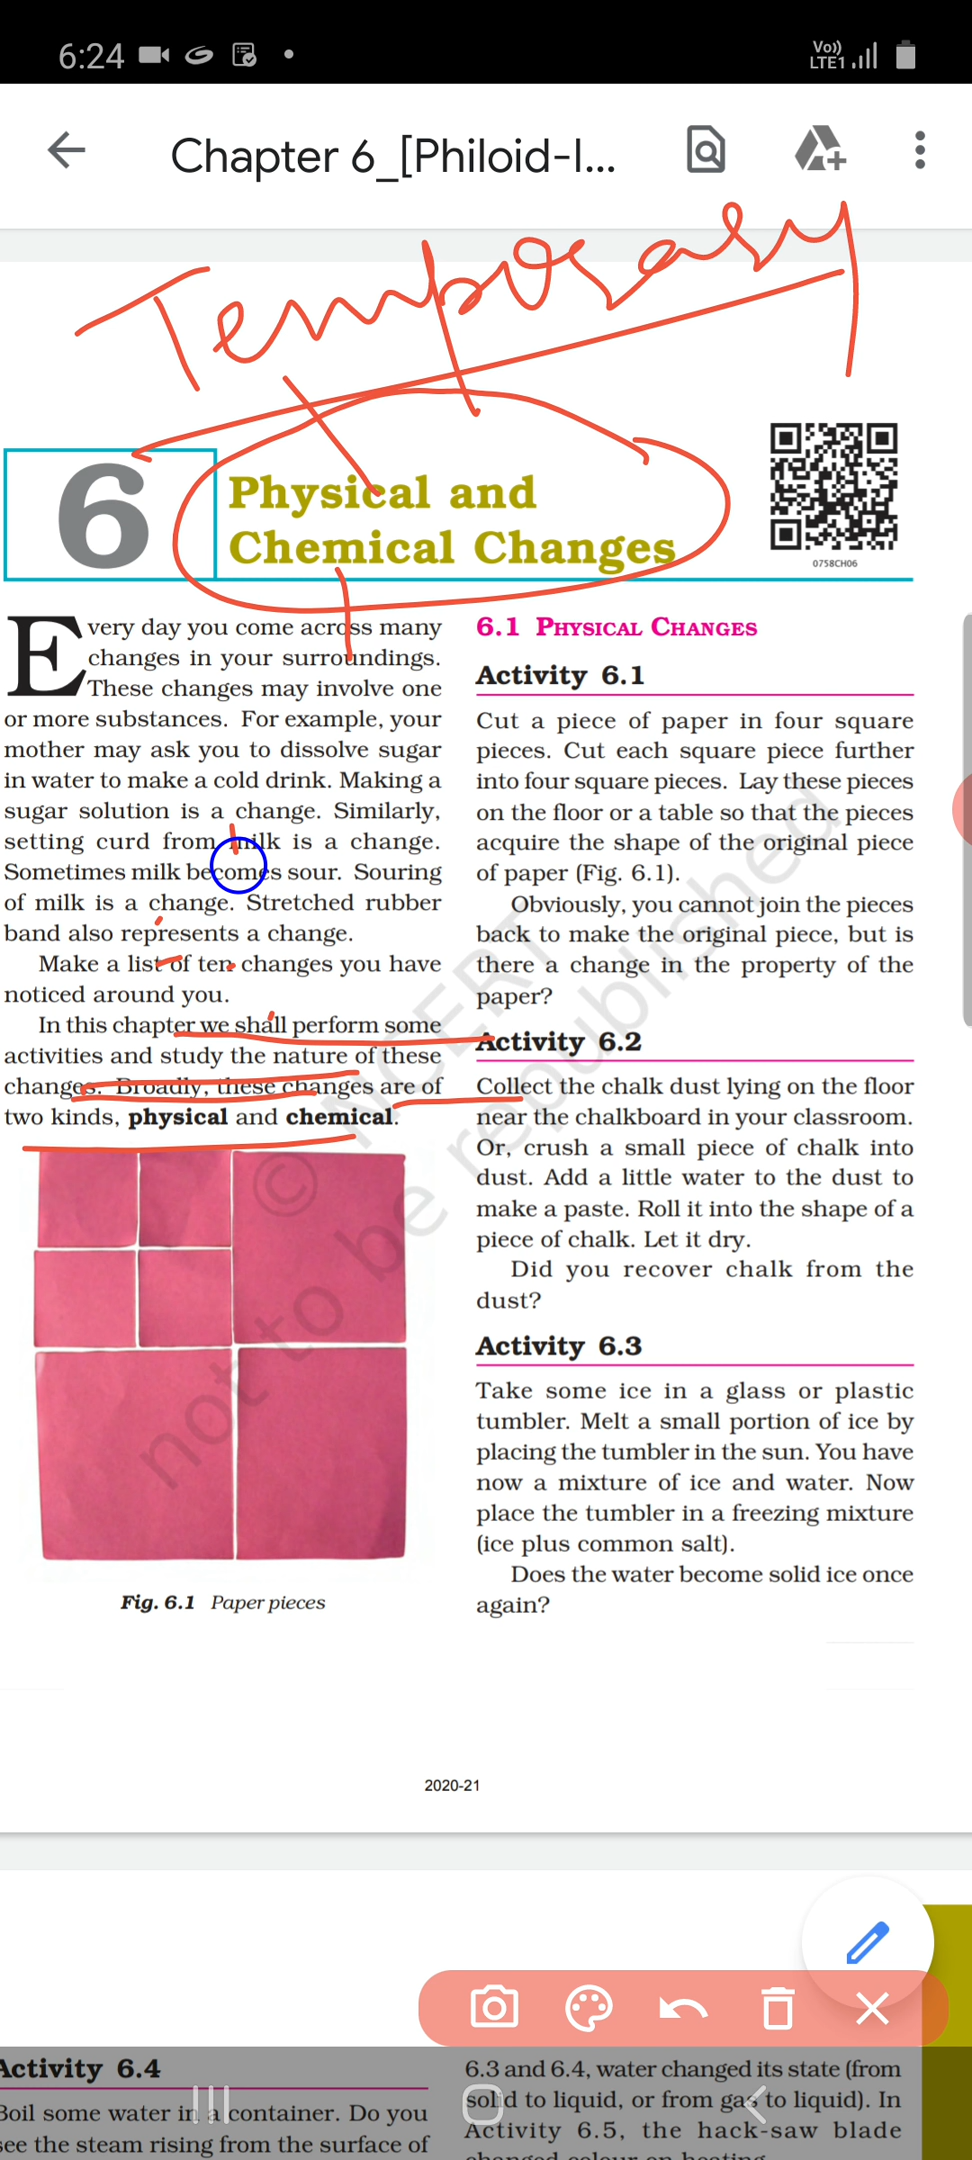 6:24
Vo))
LTE1
Chapter 6_[Philoid-I...
Temporary
6
Physical and
Chemical Changes
0758CH06
Every day you come across many
changes in your surroundings.
These changes may involve one
or more substances. For example, your
mother may ask you to dissolve sugar
in water to make a cold drink. Making a
sugar solution is a change. Similarly,
setting curd from milk is a change.
Sometimes milk becomes sour. Souring
of milk is a change. Stretched rubber
band also represents a change.
Make a list of ten changes you have
noticed around you.
In this chapter we shall perform some
activities and study the nature of these
changes. Broadly, these changes are of
two kinds, physical and chemical.
Fig. 6.1 Paper pieces
6.1 PHYSICAL CHANGES
Activity 6.1
Cut a piece of paper in four square
pieces. Cut each square piece further
into four square pieces. Lay these pieces
on the floor or a table so that the pieces
acquire the shape of the original piece
of paper (Fig. 6.1).
Obviously, you cannot join the pieces
back to make the original piece, but is
there a change in the property of the
paper?
Activity 6.2
Collect the chalk dust lying on the floor
near the chalkboard in your classroom.
Or, crush a small piece of chalk into
dust. Add a little water to the dust to
make a paste. Roll it into the shape of a
piece of chalk. Let it dry.
Did you recover chalk from the
dust?
Activity 6.3
Take some ice in a glass or plastic
tumbler. Melt a small portion of ice by
placing the tumbler in the sun. You have
now a mixture of ice and water. Now
place the tumbler in a freezing mixture
(ice plus common salt).
Does the water become solid ice once
again?
© NCERT
not to be republished
2020-21
Activity 6.4
Boil some water in a container. Do you
see the steam rising from the surface of
6.3 and 6.4, water changed its state (from
solid to liquid, or from gas to liquid). In
Activity 6.5, the hack-saw blade
changed colour on heating.